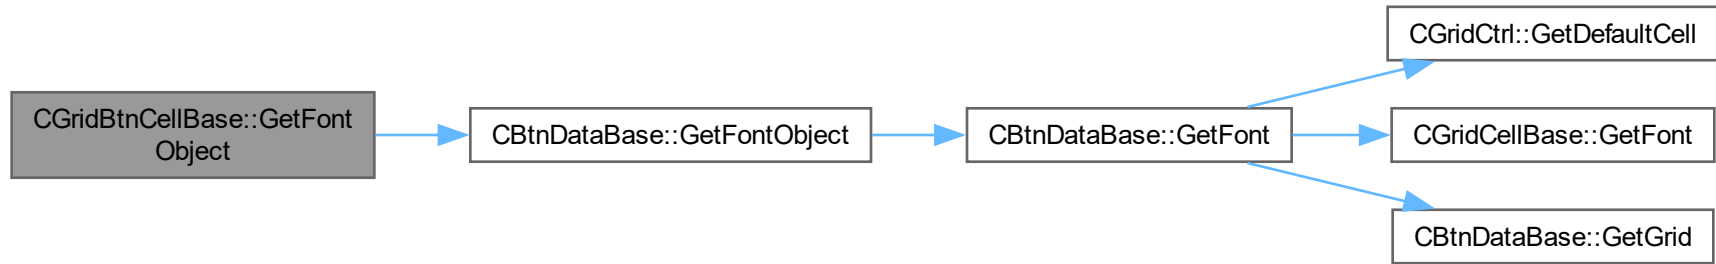 CGridBtnCellBase::GetFont
Object
CBtnDataBase::GetFontObject
CBtnDataBase::GetFont
CGridCtrl::GetDefaultCell
CGridCellBase::GetFont
CBtnDataBase::GetGrid